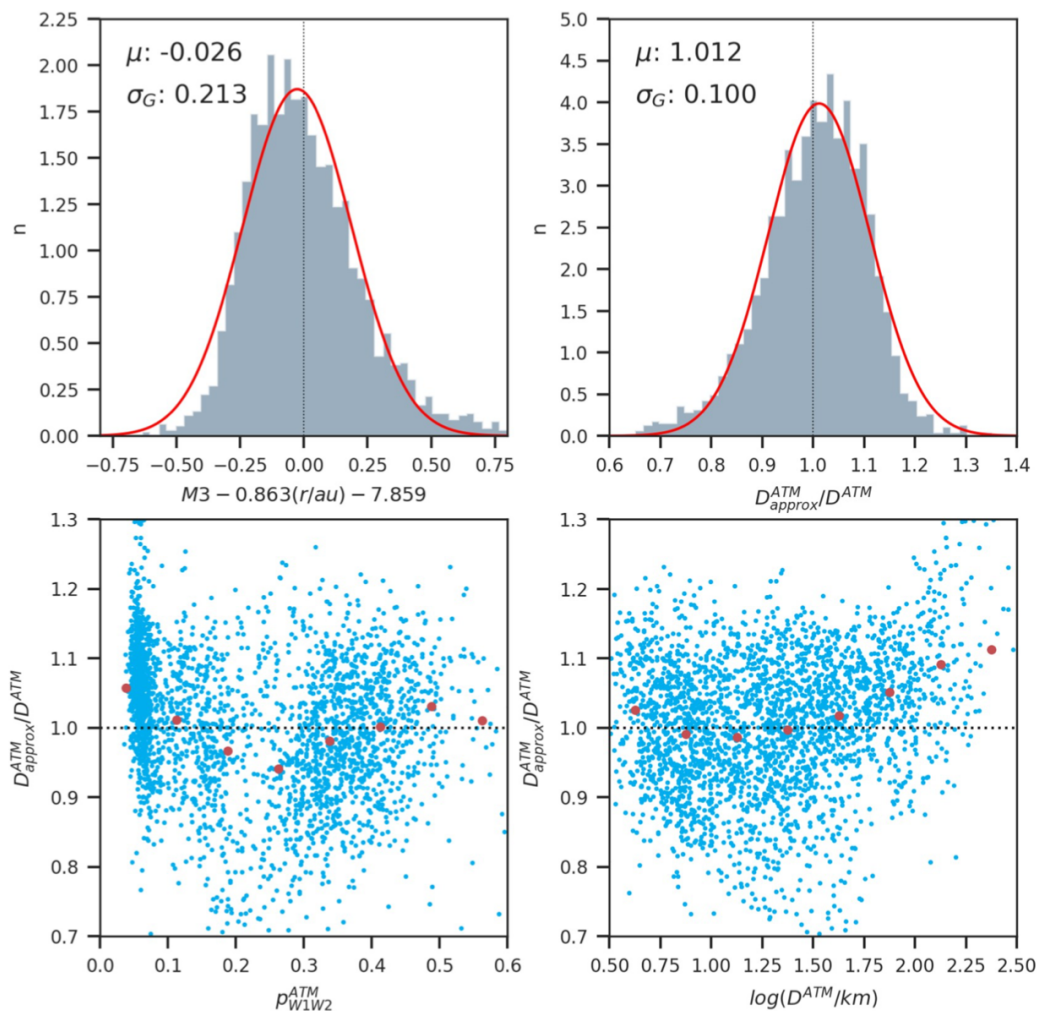 μ: -0.026
σG: 0.213
2.25
2.00
1.75
1.50
1.25
1.00
0.75
0.50
0.25
0.00
n
−0.75 −0.50 −0.25 0.00 0.25 0.50 0.75
M3 − 0.863(r/au) − 7.859
μ: 1.012
σG: 0.100
5.0
4.5
4.0
3.5
3.0
2.5
2.0
1.5
1.0
0.5
0.0
n
0.6 0.7 0.8 0.9 1.0 1.1 1.2 1.3 1.4
D^ATM_approx/D^ATM
1.3
1.2
1.1
1.0
0.9
0.8
0.7
D^ATM_approx/D^ATM
0.0 0.1 0.2 0.3 0.4 0.5 0.6
p^ATM_W1W2
1.3
1.2
1.1
1.0
0.9
0.8
0.7
D^ATM_approx/D^ATM
0.50 0.75 1.00 1.25 1.50 1.75 2.00 2.25 2.50
log(D^ATM/km)